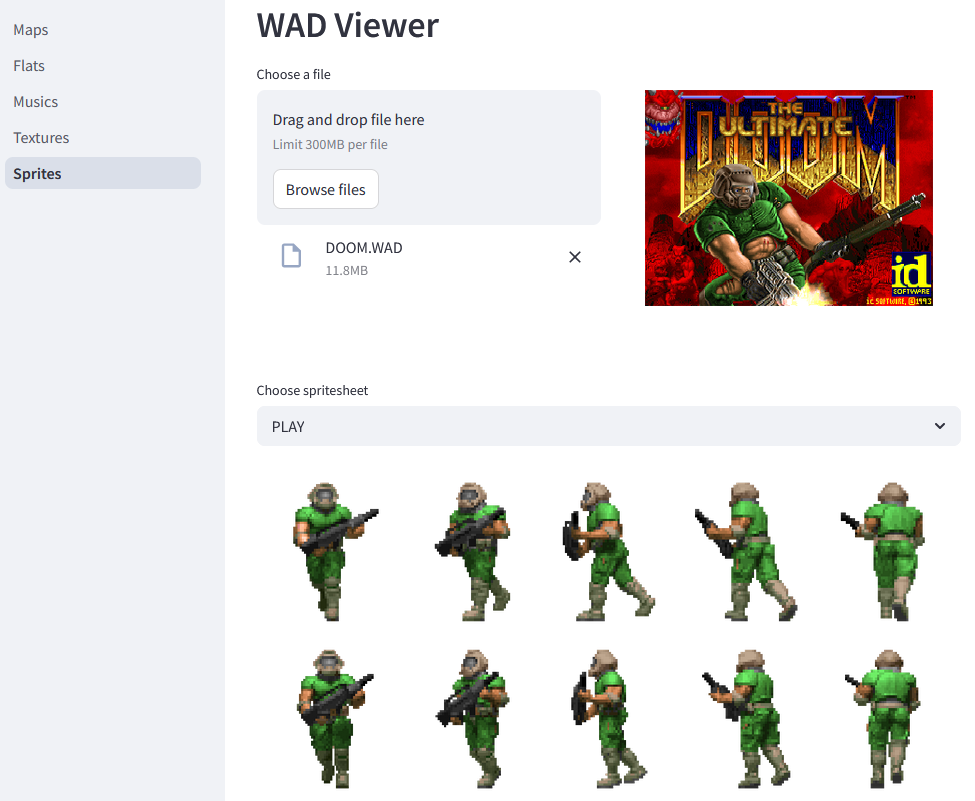 Maps
Flats
Musics
Textures
Sprites
WAD Viewer
Choose a file
Drag and drop file here
Limit 300MB per file
Browse files
DOOM.WAD
11.8MB
THE
ULTIMATE
DOOM
id
SOFTWARE
id SOFTWARE, ©1993
Choose spritesheet
PLAY